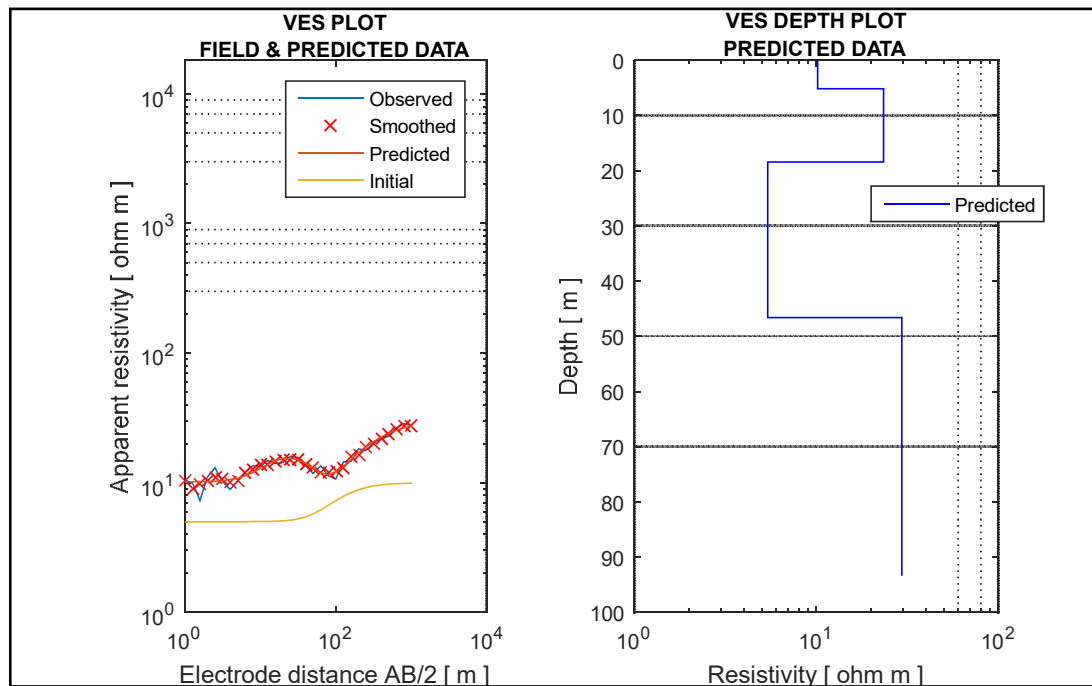 VES PLOT
FIELD & PREDICTED DATA
Observed
Smoothed
Predicted
Initial
10^4
10^3
10^2
10^1
10^0
Apparent resistivity [ ohm m ]
10^0
10^2
10^4
Electrode distance AB/2 [ m ]
VES DEPTH PLOT
PREDICTED DATA
Predicted
0
10
20
30
40
50
60
70
80
90
100
Depth [ m ]
10^0
10^1
10^2
Resistivity [ ohm m ]